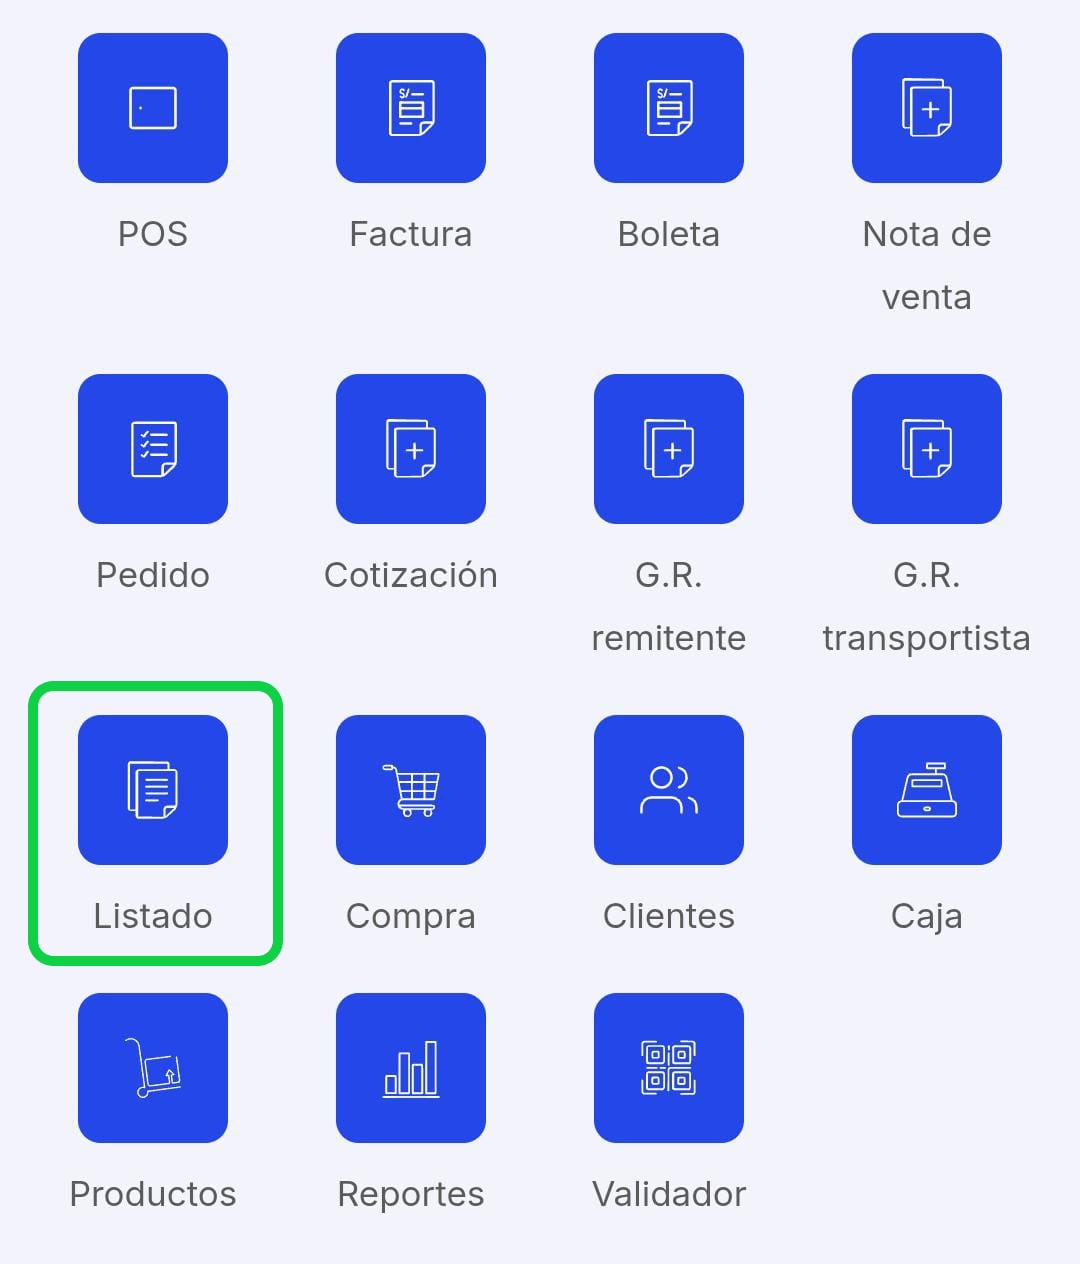 POS
Factura
Boleta
Nota de
venta
Pedido
Cotización
G.R.
remitente
G.R.
transportista
Listado
Compra
Clientes
Caja
Productos
Reportes
Validador